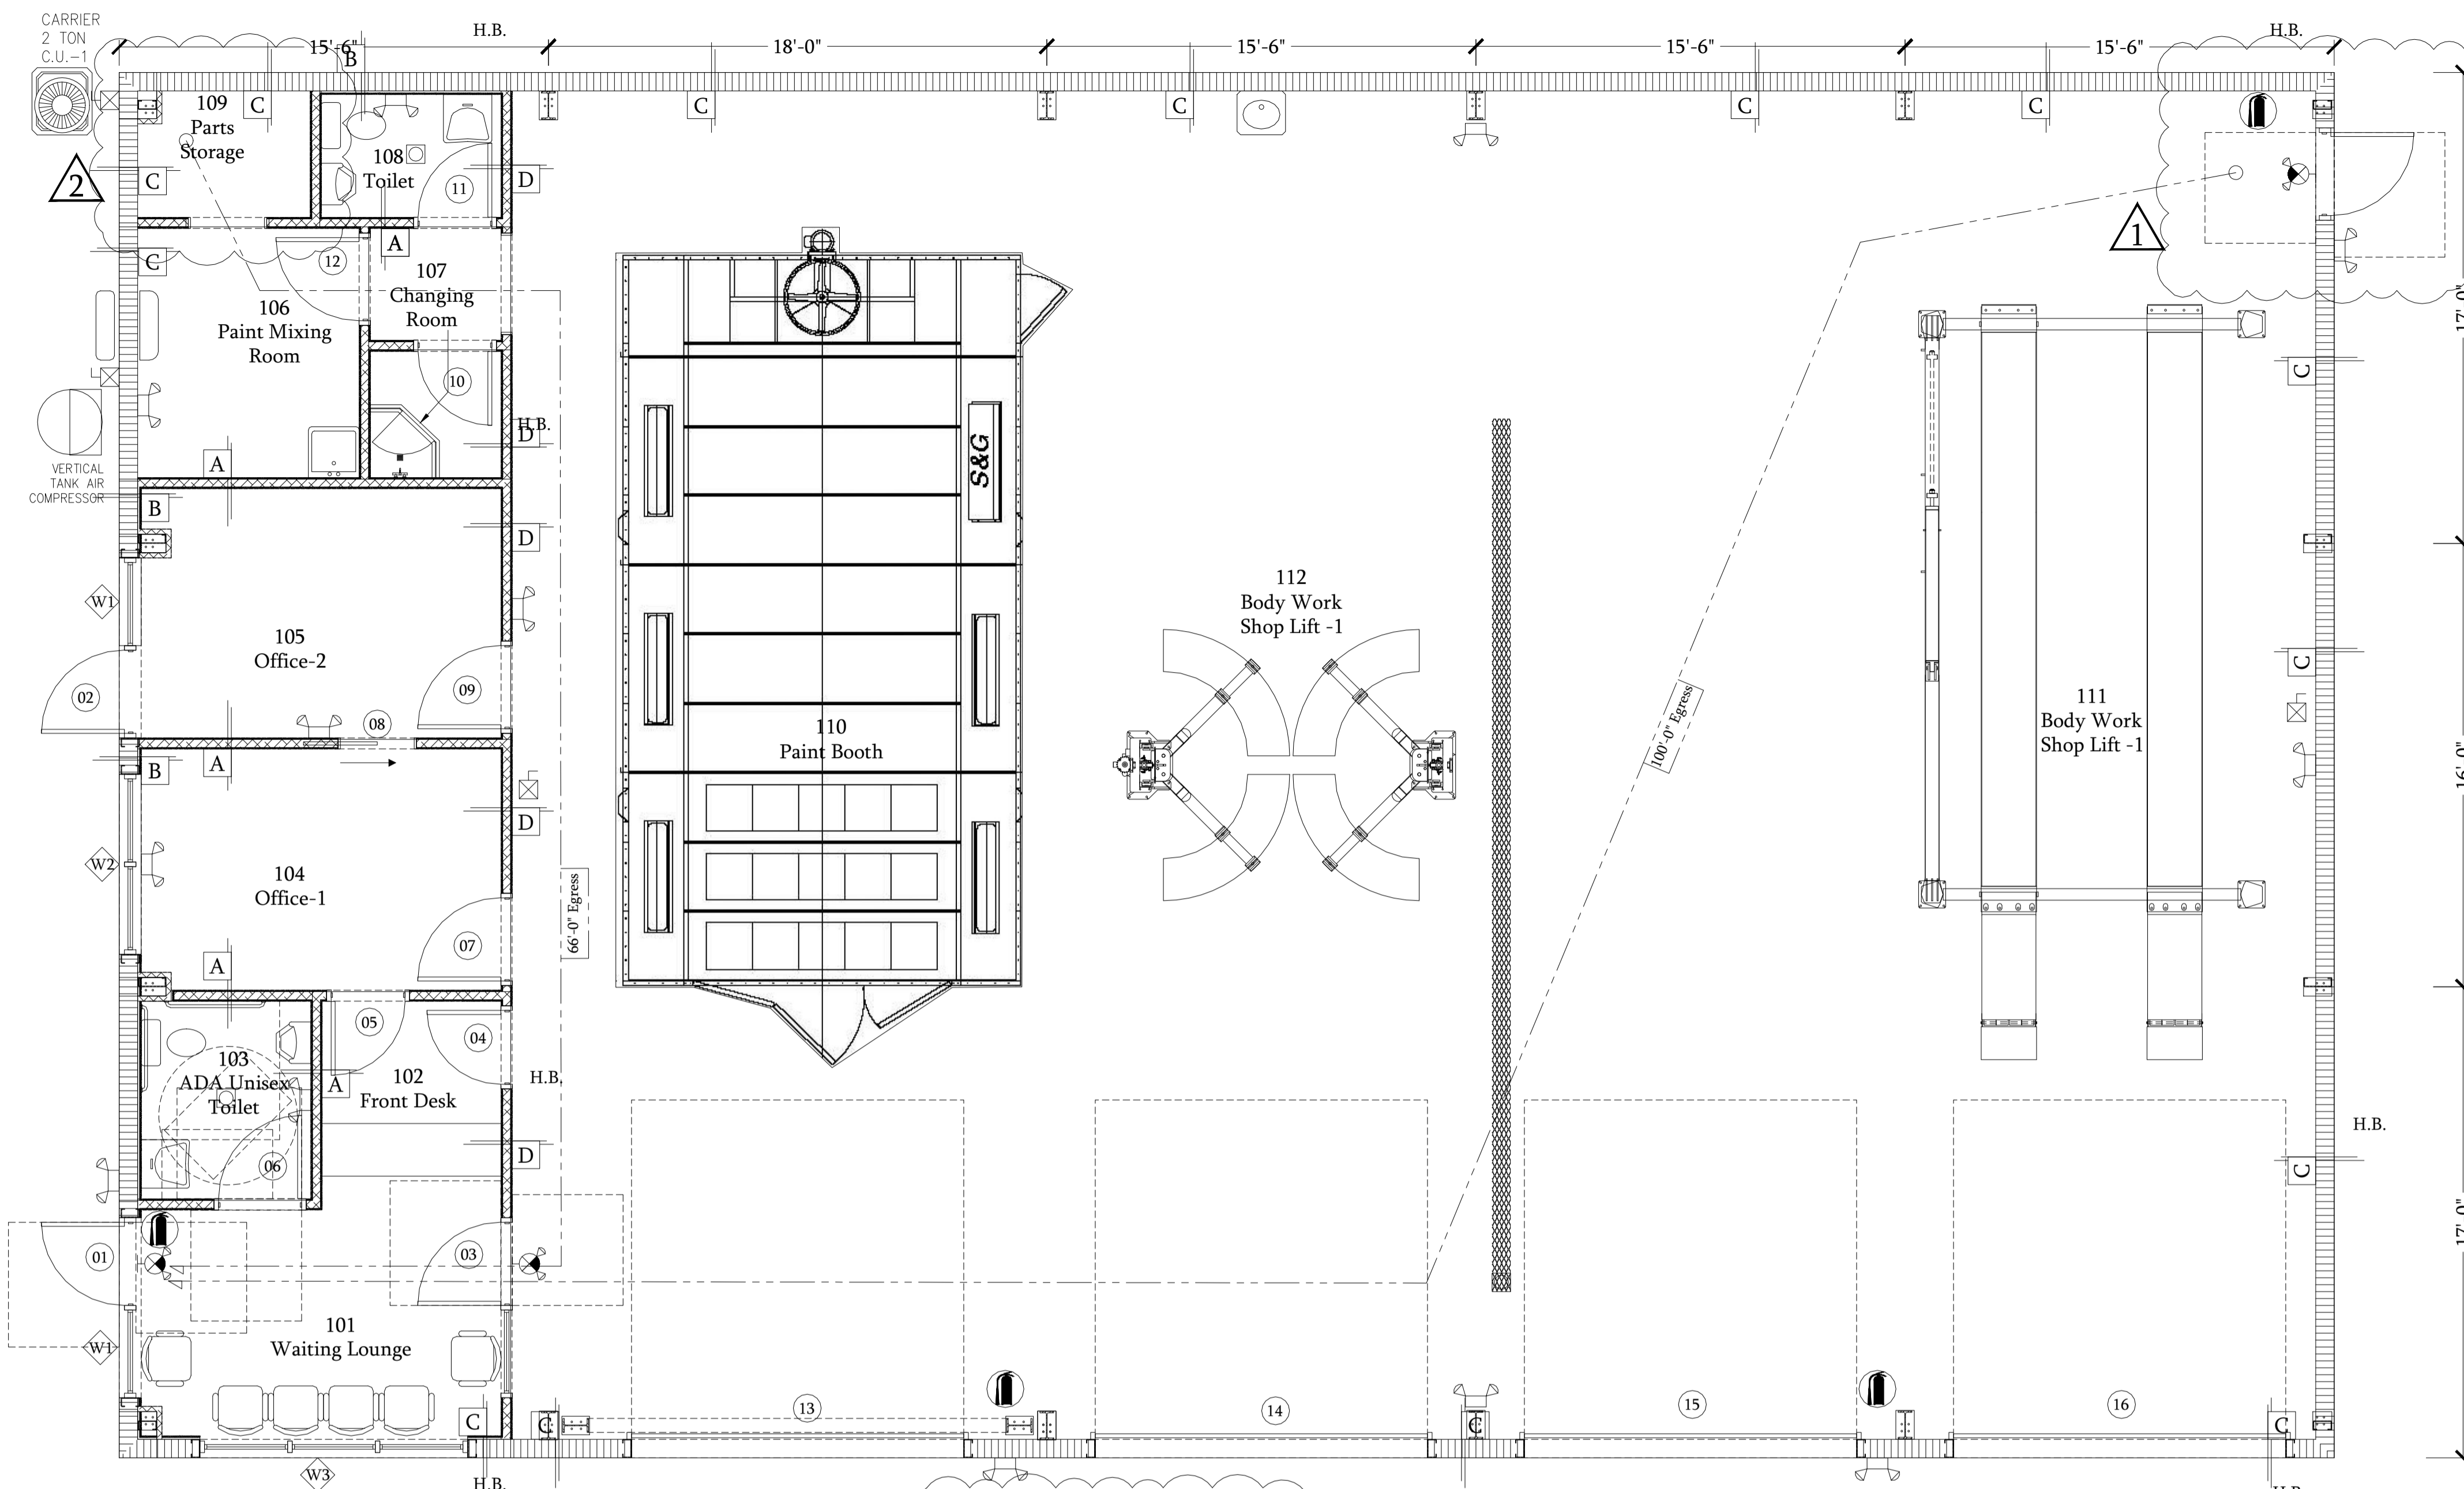 CARRIER
2 TON
C.U.-1
H.B.
H.B.
15'-6"
18'-0"
15'-6"
15'-6"
15'-6"
B
109
Parts
Storage
C
C
C
C
C
108
Toilet
11
D
2
C
C
A
12
1
107
Changing
Room
106
Paint Mixing
Room
17'-0"
C
10
H.B.
D
S&G
A
VERTICAL
TANK AIR
COMPRESSOR
B
D
W1
112
Body Work
Shop Lift -1
105
Office-2
C
02
09
08
100'-0" Egress
111
Body Work
Shop Lift -1
110
Paint Booth
B
A
16'-0"
D
W2
104
Office-1
66'-0" Egress
07
A
05
04
103
ADA Unisex
Toilet
A
102
Front Desk
H.B.
H.B.
D
06
C
17'-0"
01
03
101
Waiting Lounge
W1
13
14
15
16
C
C
C
C
W3
H.B.
H.B.